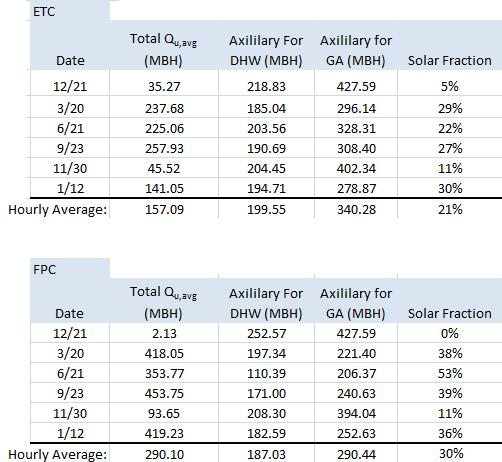 ETC
Total Qu,avg Axililary For Axililary for
Date (MBH) DHW (MBH) GA (MBH) Solar Fraction
12/21 35.27 218.83 427.59 5%
3/20 237.68 185.04 296.14 29%
6/21 225.06 203.56 328.31 22%
9/23 257.93 190.69 308.40 27%
11/30 45.52 204.45 402.34 11%
1/12 141.05 194.71 278.87 30%
Hourly Average: 157.09 199.55 340.28 21%
FPC
Total Qu,avg Axililary For Axililary for
Date (MBH) DHW (MBH) GA (MBH) Solar Fraction
12/21 2.13 252.57 427.59 0%
3/20 418.05 197.34 221.40 38%
6/21 353.77 110.39 206.37 53%
9/23 453.75 171.00 240.63 39%
11/30 93.65 208.30 394.04 11%
1/12 419.23 182.59 252.63 36%
Hourly Average: 290.10 187.03 290.44 30%